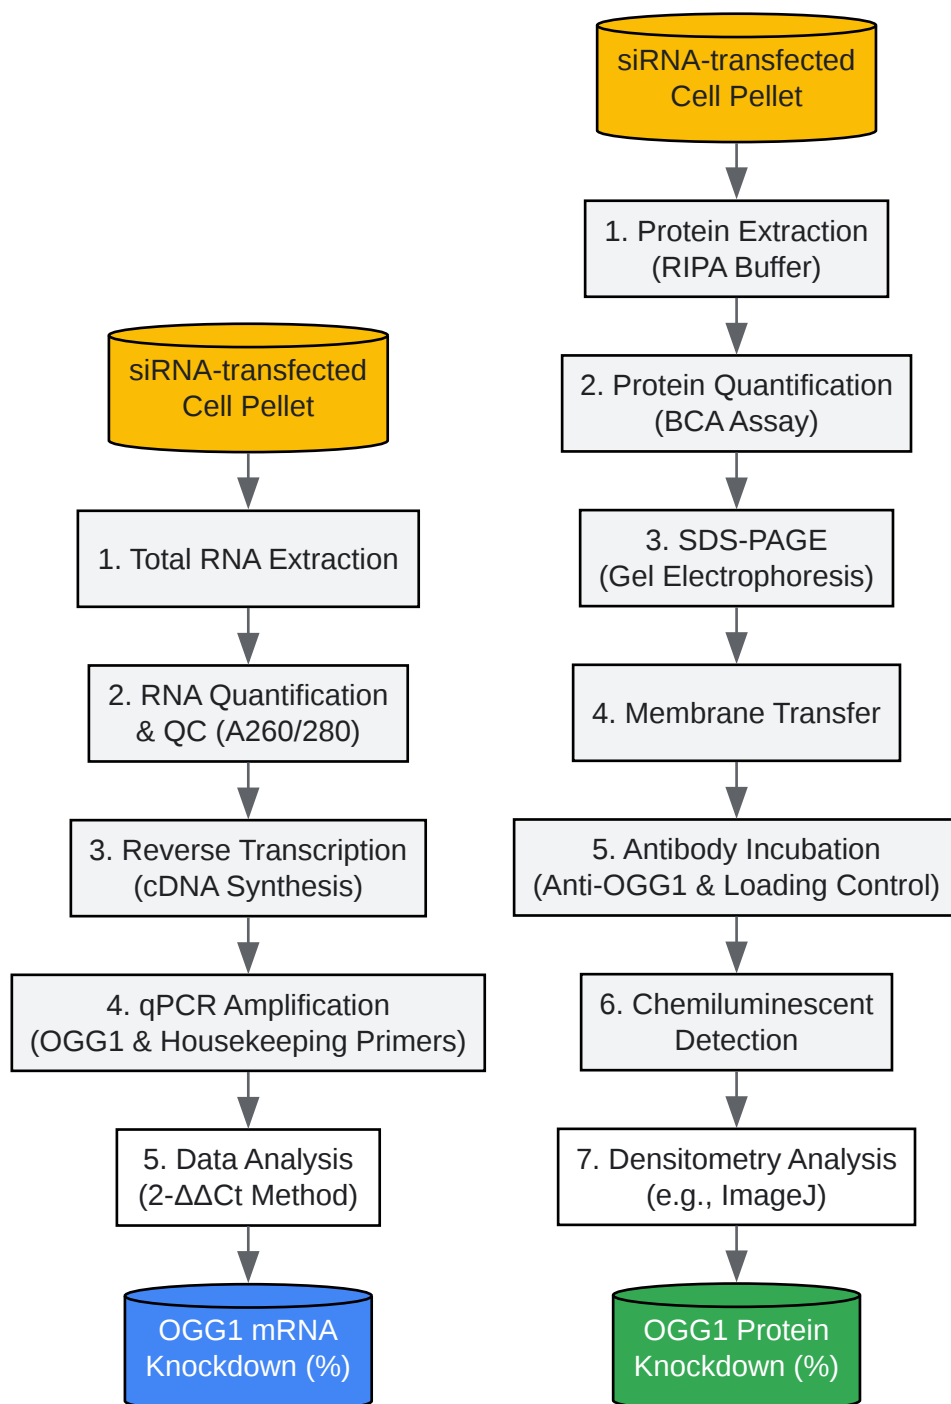 siRNA-transfected
Cell Pellet
1. Total RNA Extraction
2. RNA Quantification
& QC (A260/280)
3. Reverse Transcription
(cDNA Synthesis)
4. qPCR Amplification
(OGG1 & Housekeeping Primers)
5. Data Analysis
(2-ΔΔCt Method)
OGG1 mRNA
Knockdown (%)
siRNA-transfected
Cell Pellet
1. Protein Extraction
(RIPA Buffer)
2. Protein Quantification
(BCA Assay)
3. SDS-PAGE
(Gel Electrophoresis)
4. Membrane Transfer
5. Antibody Incubation
(Anti-OGG1 & Loading Control)
6. Chemiluminescent
Detection
7. Densitometry Analysis
(e.g., ImageJ)
OGG1 Protein
Knockdown (%)